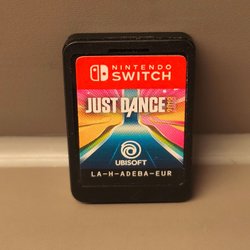 NINTENDO
SWITCH
JUST DANCE
UBISOFT
LA-H-ADEBA-EUR